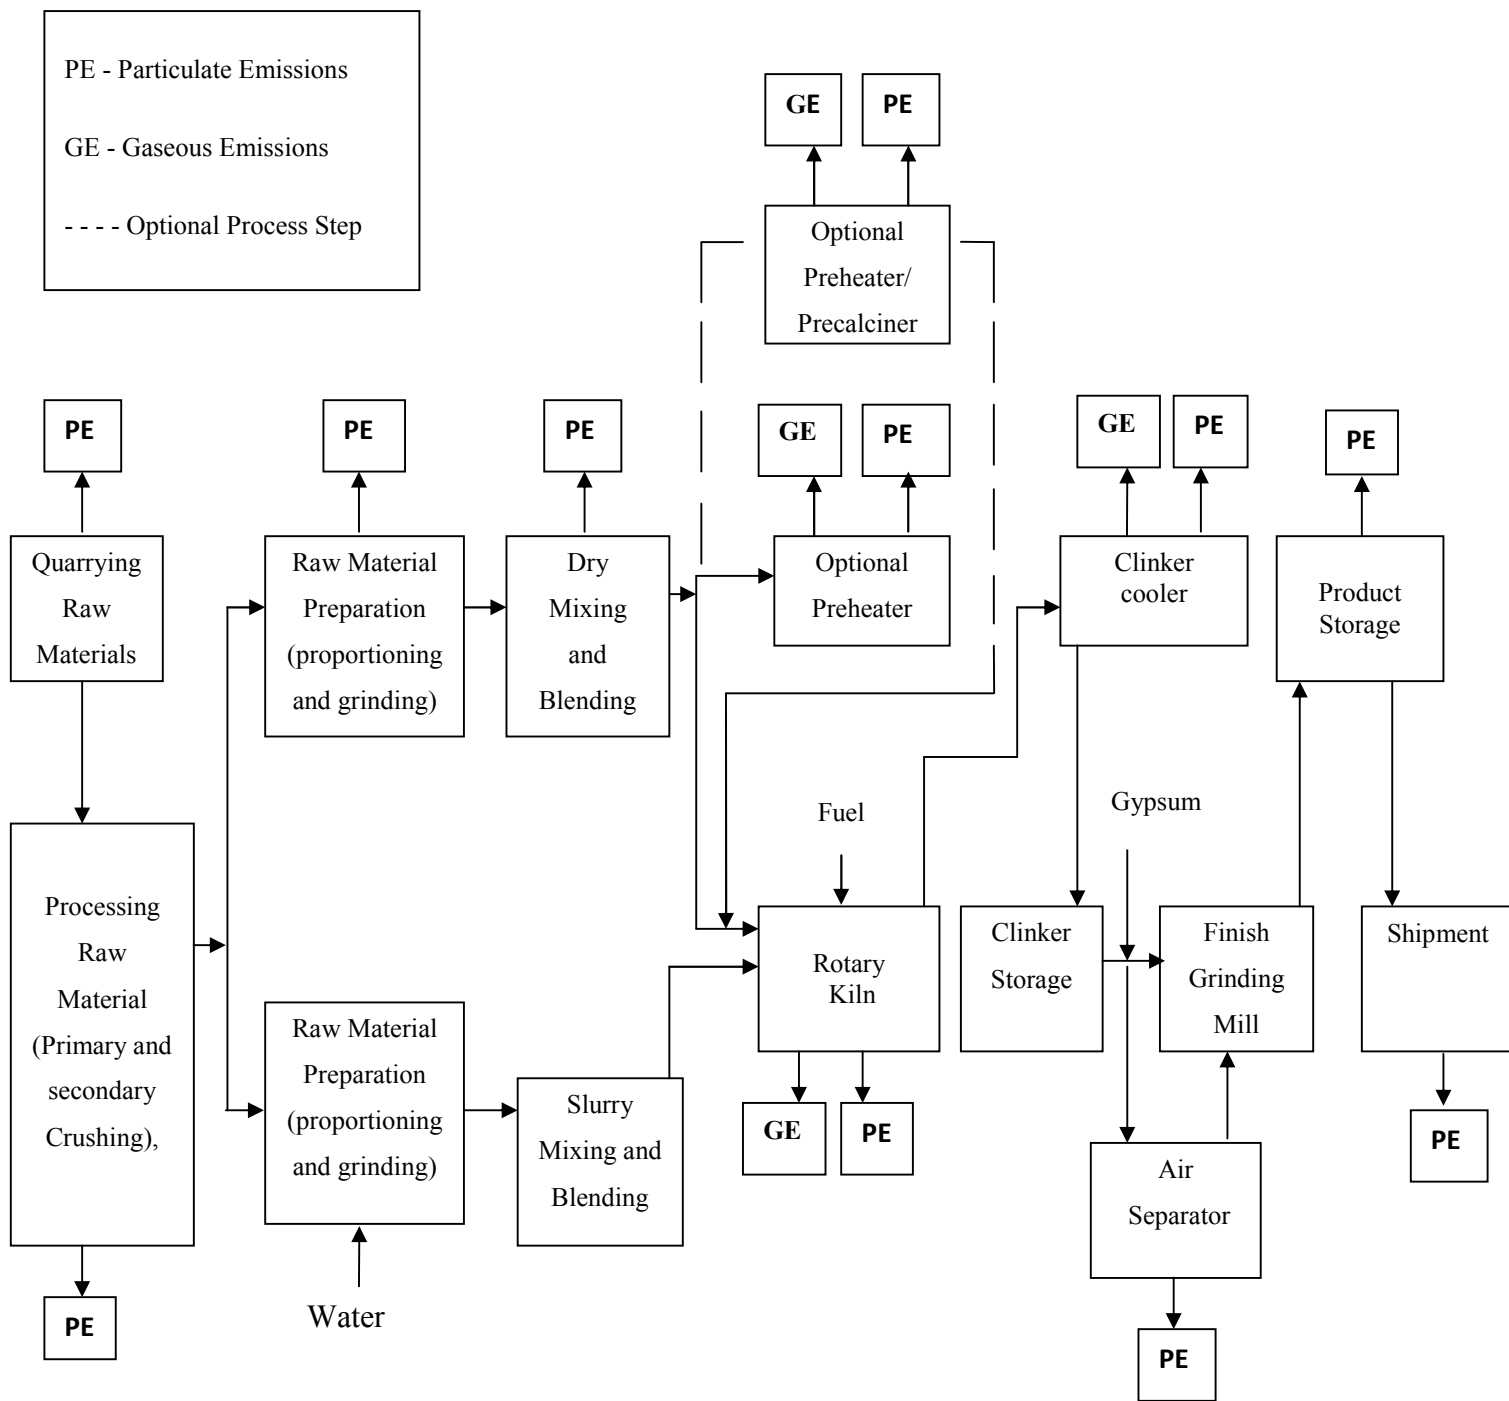 PE - Particulate Emissions
GE - Gaseous Emissions
- - - - Optional Process Step
GE
PE
Optional
Preheater/
Precalciner
PE
PE
PE
GE
PE
GE
PE
PE
Quarrying
Raw
Materials
Raw Material
Preparation
(proportioning
and grinding)
Dry
Mixing
and
Blending
Optional
Preheater
Clinker
cooler
Product
Storage
Fuel
Gypsum
Processing
Raw
Material
(Primary and
secondary
Crushing),
Raw Material
Preparation
(proportioning
and grinding)
Slurry
Mixing and
Blending
Rotary
Kiln
Clinker
Storage
Finish
Grinding
Mill
Shipment
GE
PE
PE
Air
Separator
PE
Water
PE